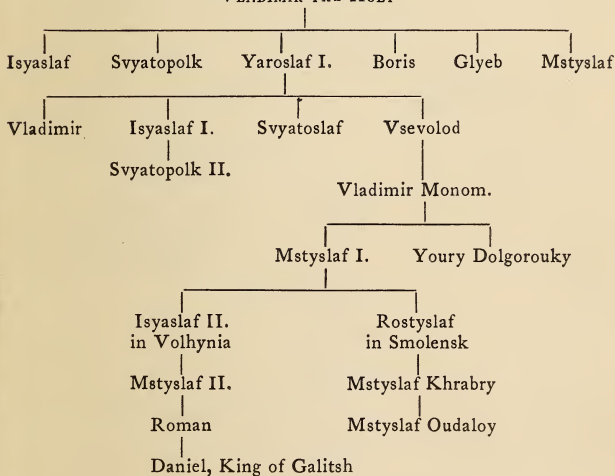 Isyaslaf Svyatopolk Yaroslaf I. Boris Glyeb Mstyslaf
Vladimir Isyaslaf I. Svyatoslaf Vsevolod
Svyatopolk II.
Vladimir Monom.
Mstyslaf I. Youry Dolgorouky
Isyaslaf II. Rostyslaf
in Volhynia in Smolensk
Mstyslaf II. Mstyslaf Khrabry
Roman Mstyslaf Oudaloy
Daniel, King of Galitsh